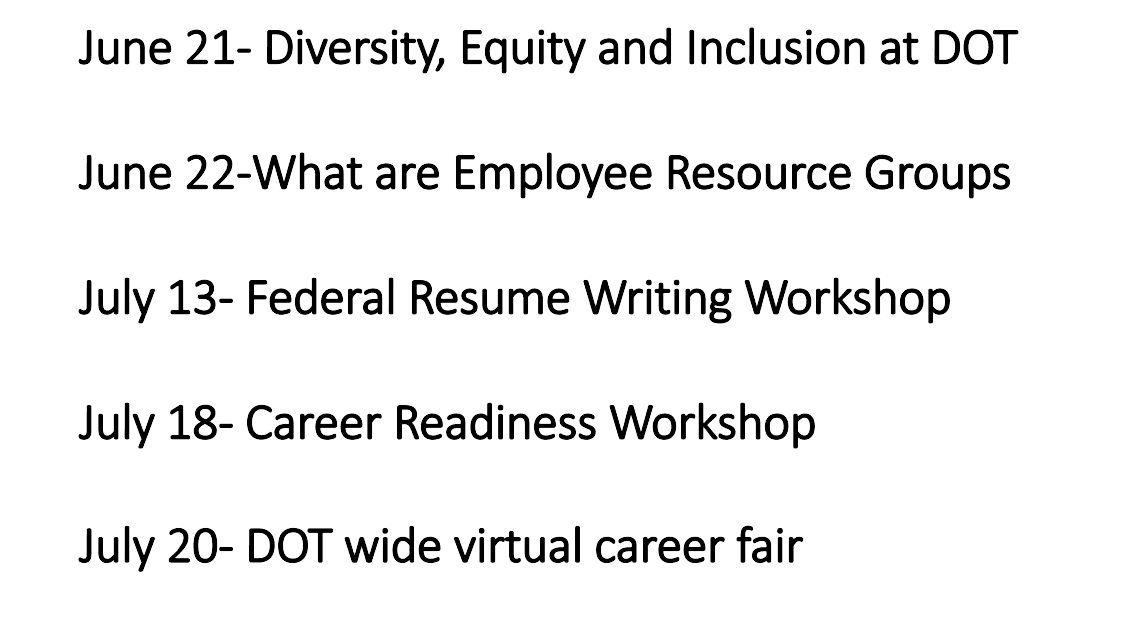 June 21- Diversity, Equity and Inclusion at DOT
June 22-What are Employee Resource Groups
July 13- Federal Resume Writing Workshop
July 18- Career Readiness Workshop
July 20- DOT wide virtual career fair